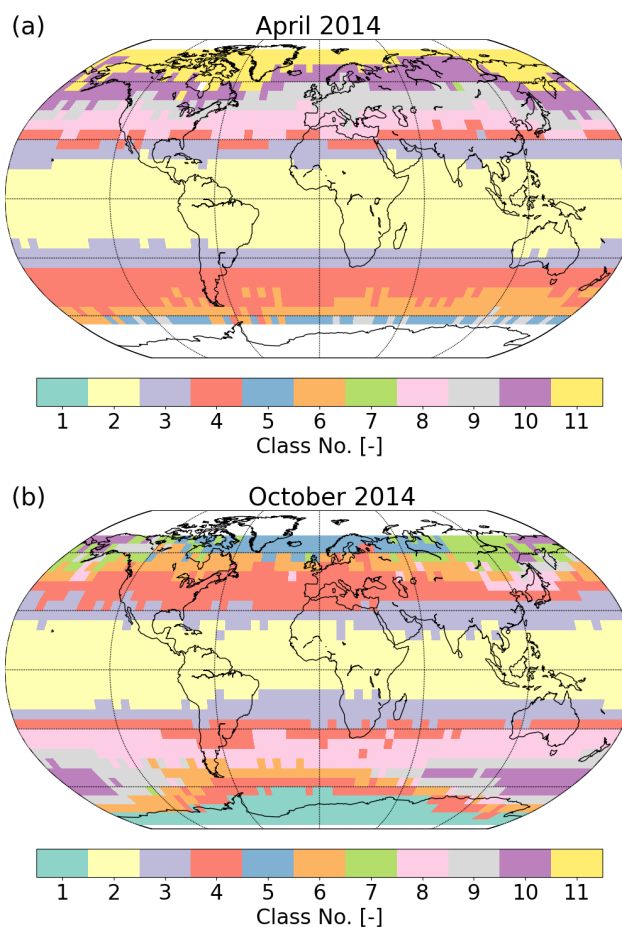 (a)
April 2014
1 2 3 4 5 6 7 8 9 10 11
Class No. [-]
(b)
October 2014
1 2 3 4 5 6 7 8 9 10 11
Class No. [-]